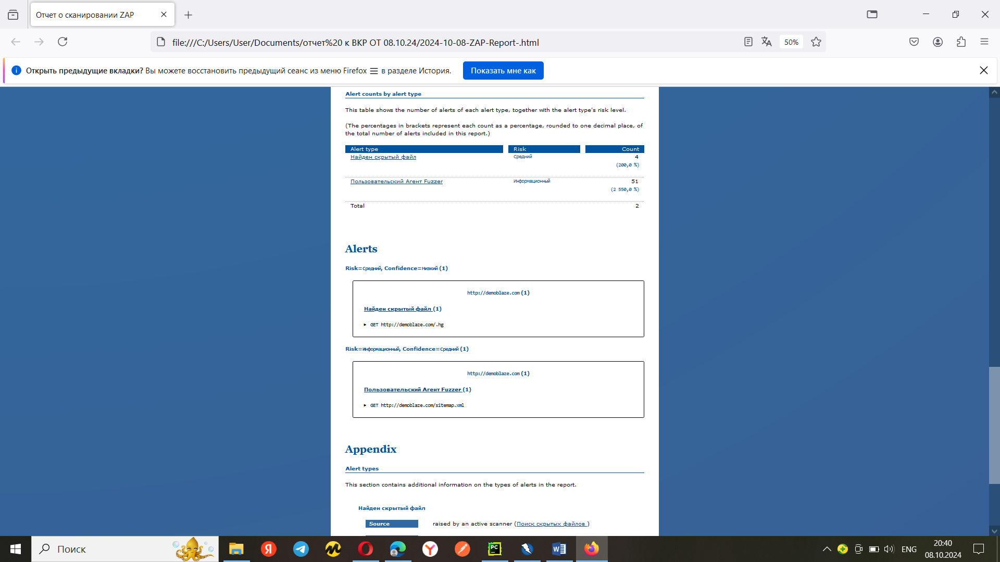 Отчет о сканировании ZAP
file:///C:/Users/User/Documents/отчет%20 к ВКР ОТ 08.10.24/2024-10-08-ZAP-Report-.html
50%
Открыть предыдущие вкладки? Вы можете восстановить предыдущий сеанс из меню Firefox ☰ в разделе История.
Показать мне как
Alert counts by alert type
This table shows the number of alerts of each alert type, together with the alert type's risk level.
(The percentages in brackets represent each count as a percentage, rounded to one decimal place, of
the total number of alerts included in this report.)
Alert type Risk Count
Найден скрытый файл Средний 4
(200,0 %)
Пользовательский Агент Fuzzer Информационный 51
(2 550,0 %)
Total 2
Alerts
Risk=Средний, Confidence=Низкий (1)
http://demoblaze.com (1)
Найден скрытый файл (1)
► GET http://demoblaze.com/.hg
Risk=Информационный, Confidence=Средний (1)
http://demoblaze.com (1)
Пользовательский Агент Fuzzer (1)
► GET http://demoblaze.com/sitemap.xml
Appendix
Alert types
This section contains additional information on the types of alerts in the report.
Найден скрытый файл
Source raised by an active scanner (Поиск скрытых файлов )
Поиск
ENG
20:40
08.10.2024